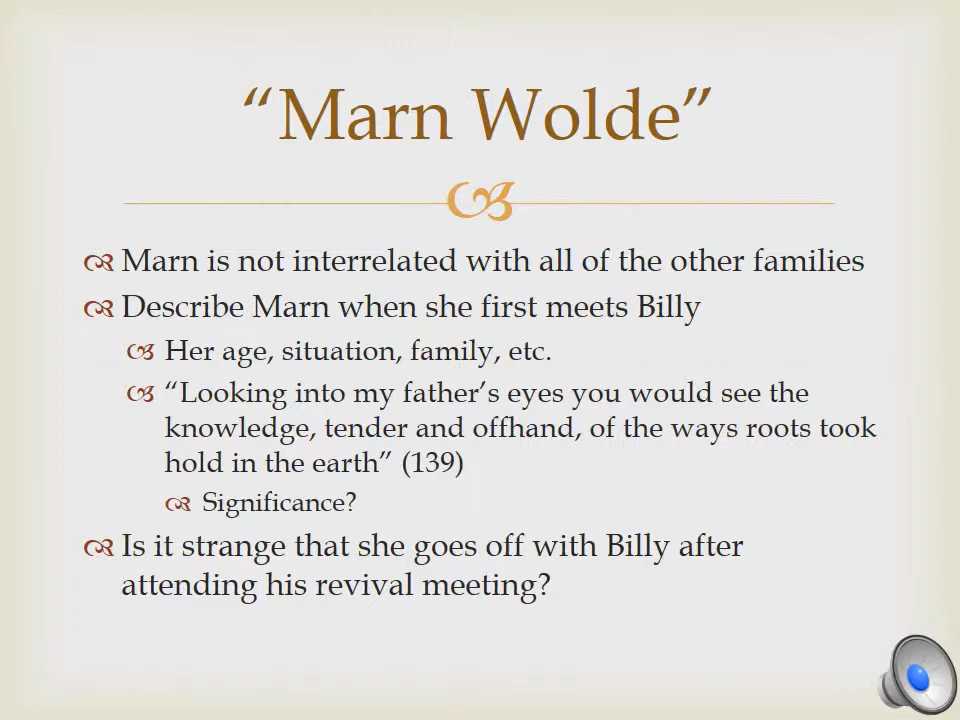 “Marn Wolde”
Marn is not interrelated with all of the other families
Describe Marn when she first meets Billy
Her age, situation, family, etc.
“Looking into my father’s eyes you would see the
knowledge, tender and offhand, of the ways roots took
hold in the earth” (139)
Significance?
Is it strange that she goes off with Billy after
attending his revival meeting?